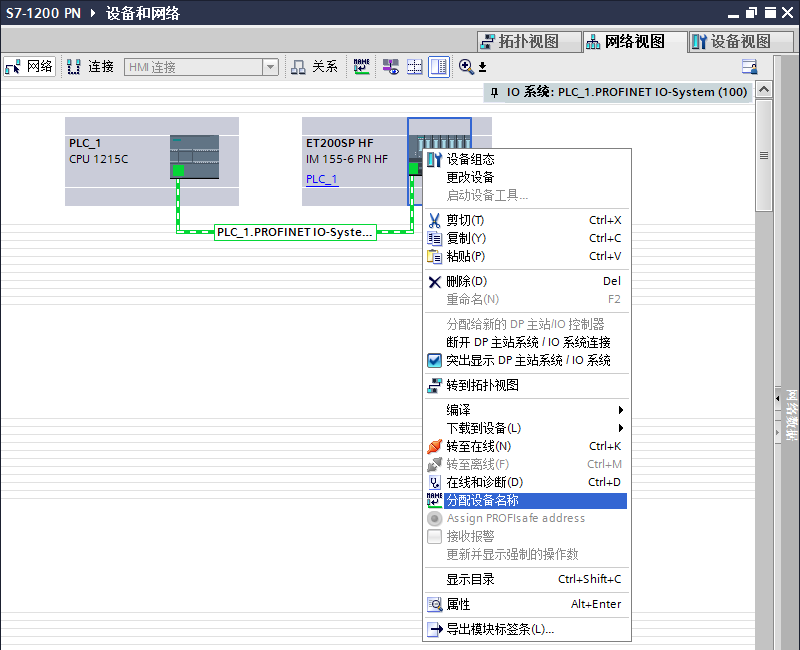 S7-1200 PN ▸ 设备和网络
拓扑视图
网络视图
设备视图
网络
连接
HMI 连接
关系
IO 系统: PLC_1.PROFINET IO-System (100)
PLC_1
CPU 1215C
ET200SP HF
IM 155-6 PN HF
PLC_1
PLC_1.PROFINET IO-Syste...
设备组态
更改设备
启动设备工具...
剪切(T) Ctrl+X
复制(Y) Ctrl+C
粘贴(P) Ctrl+V
删除(D) Del
重命名(N) F2
分配给新的 DP 主站/IO 控制器
断开 DP 主站系统 / IO 系统连接
突出显示 DP 主站系统 / IO 系统
转到拓扑视图
编译
下载到设备(L)
转至在线(N) Ctrl+K
转至离线(F) Ctrl+M
在线和诊断(D) Ctrl+D
分配设备名称
Assign PROFIsafe address
接收报警
更新并显示强制的操作数
显示目录 Ctrl+Shift+C
属性 Alt+Enter
导出模块标签条(L)...
网络数据